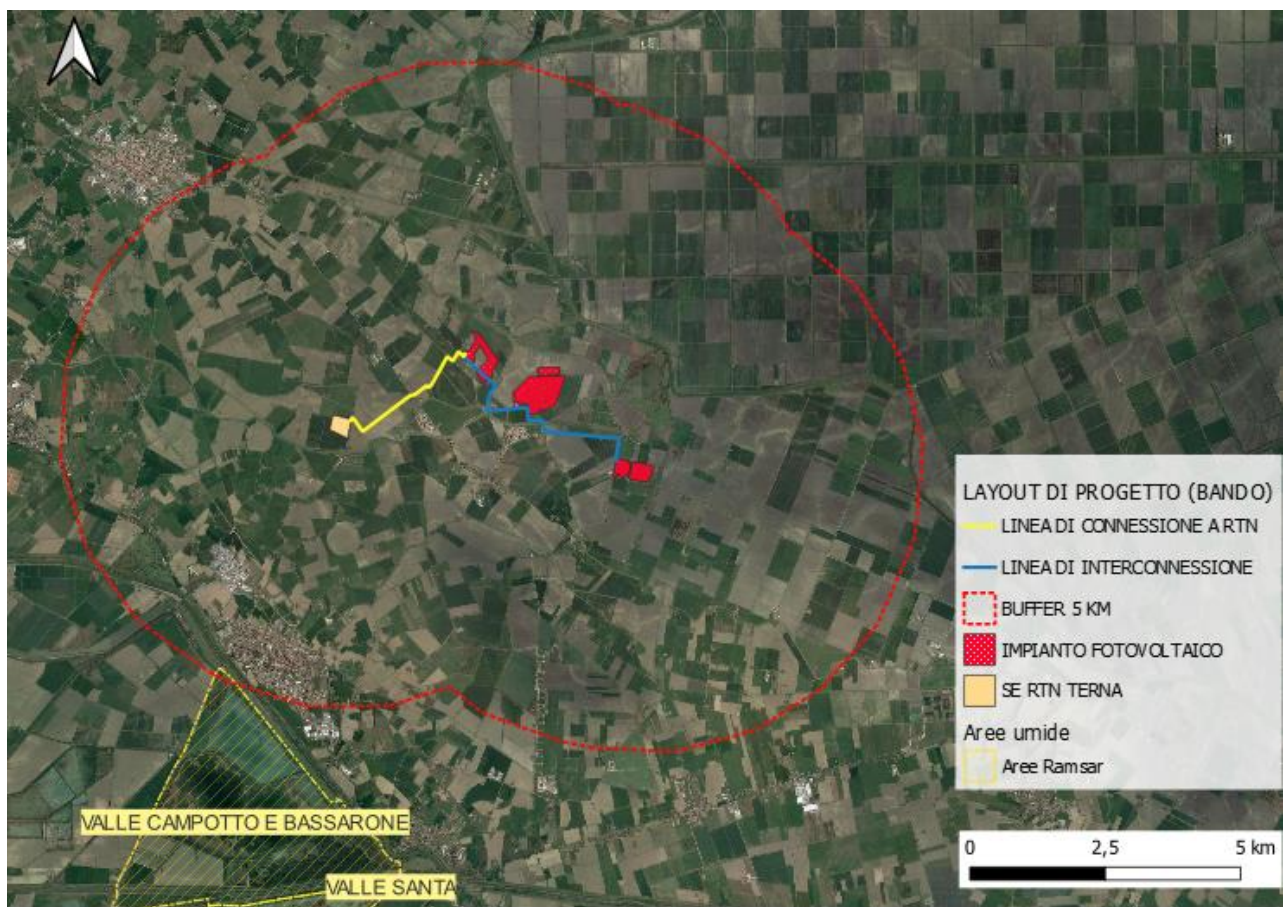 LAYOUT DI PROGETTO (BANDO)
LINEA DI CONNESSIONE A RTN
LINEA DI INTERCONNESSIONE
BUFFER 5 KM
IMPIANTO FOTOVOLTAICO
SE RTN TERNA
Aree umide
Aree Ramsar
VALLE CAMPOTTO E BASSARONE
VALLE SANTA
0 2,5 5 km